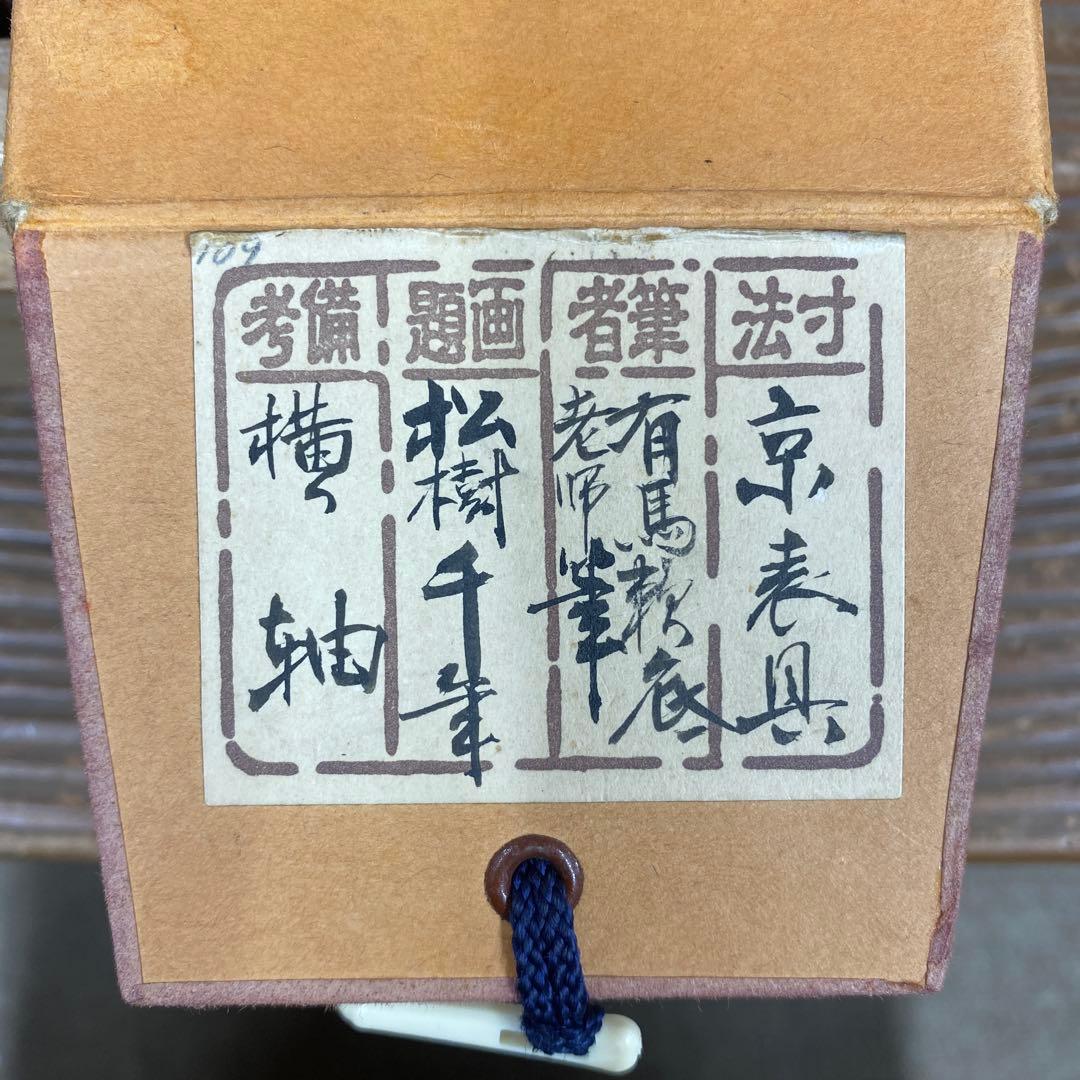 109
寸法
京表具
筆者
有馬頼底
老師筆
画題
松樹千年
備考
横
軸